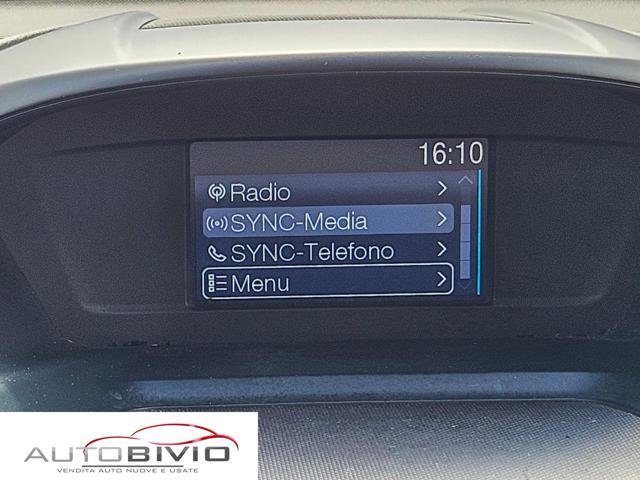 16:10
Radio
SYNC-Media
SYNC-Telefono
Menu
AUTOBIVIO
VENDITA AUTO NUOVE E USATE